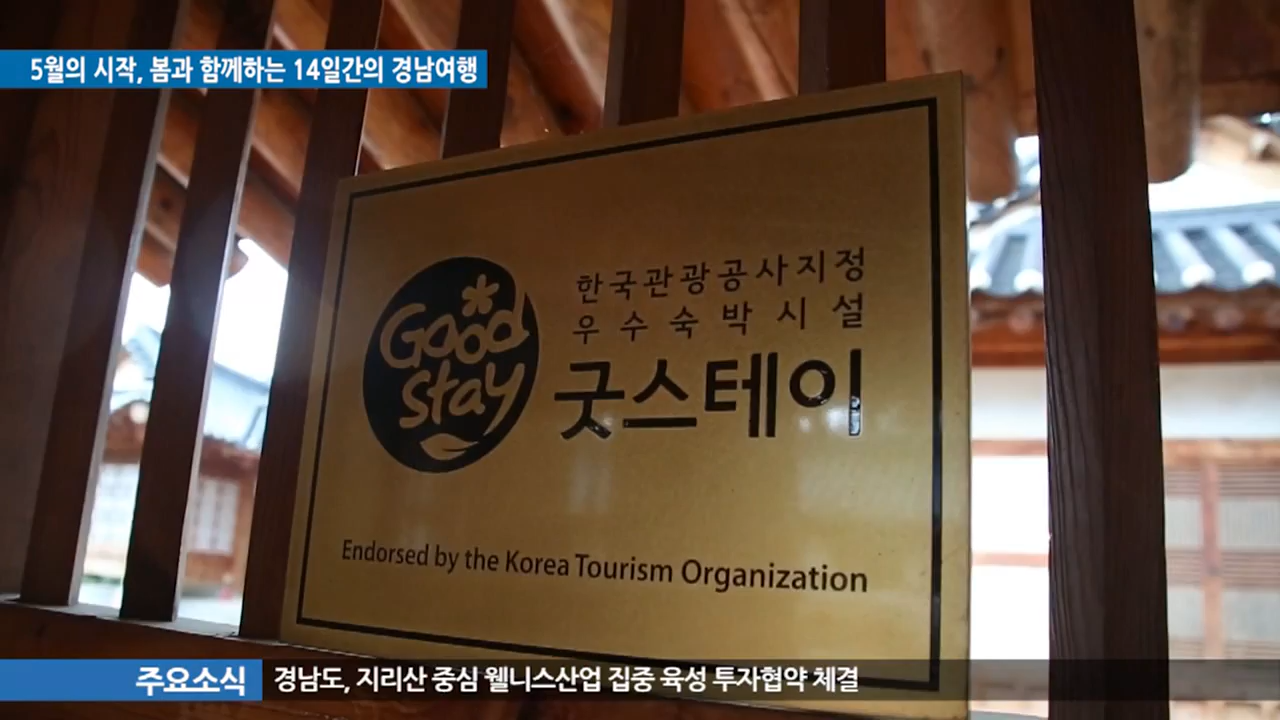 5월의 시작, 봄과 함께하는 14일간의 경남여행
Good
stay
한국관광공사지정
우수숙박시설
굿스테이
Endorsed by the Korea Tourism Organization
주요소식 경남도, 지리산 중심 웰니스산업 집중 육성 투자협약 체결